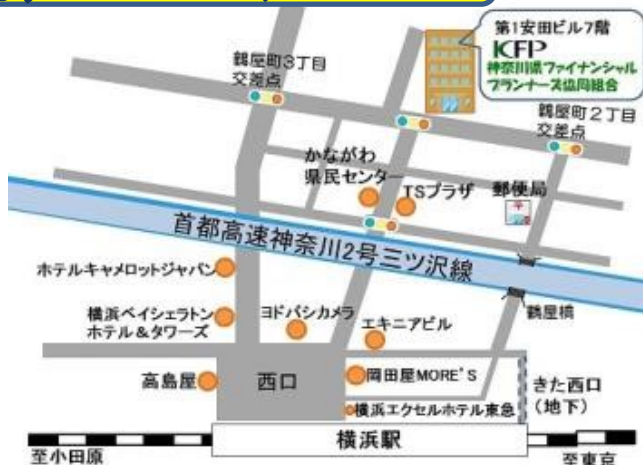 第1安田ビル7階
KFP
神奈川県ファイナンシャル
プランナーズ協同組合
鶴屋町3丁目
交差点
鶴屋町2丁目
交差点
かながわ
県民センター
TSプラザ
郵便局
首都高速神奈川2号三ツ沢線
ホテルキャメロットジャパン
横浜ベイシェラトン
ホテル&タワーズ
ヨドバシカメラ
エキニアビル
鶴屋橋
高島屋
西口
岡田屋MORE'S
横浜エクセルホテル東急
きた西口
(地下)
横浜駅
至小田原
至東京